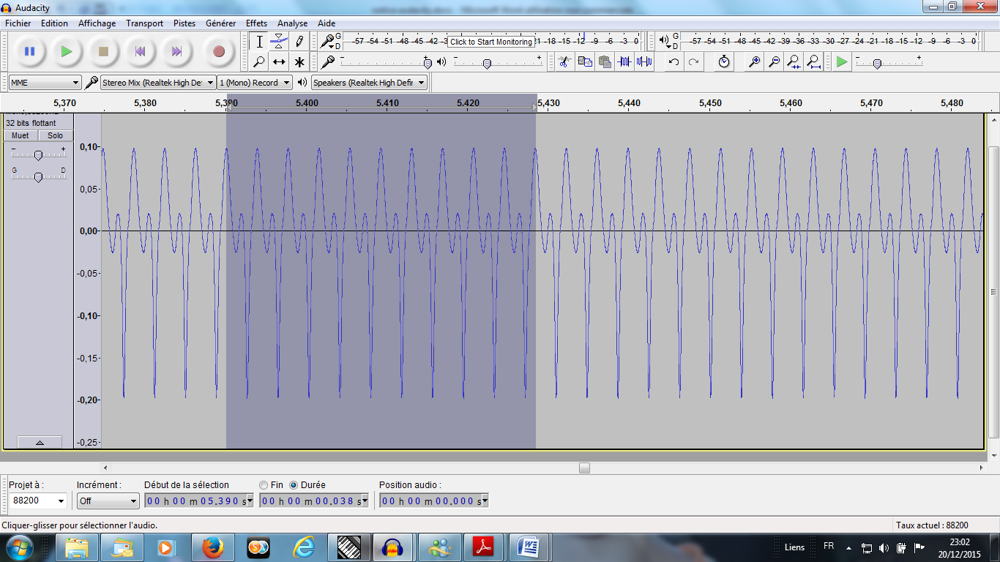 Audacity
Fichier Edition Affichage Transport Pistes Générer Effets Analyse Aide
G D -57 -54 -51 -48 -45 -42 -39 Click to Start Monitoring -21 -18 -15 -12 -9 -6 -3 0
G D -57 -54 -51 -48 -45 -42 -39 -36 -33 -30 -27 -24 -21 -18 -15 -12 -9 -6 -3 0
MME Stereo Mix (Realtek High De 1 (Mono) Record Speakers (Realtek High Defin
5,370 5,380 5,390 5,400 5,410 5,420 5,430 5,440 5,450 5,460 5,470 5,480
32 bits flottant
Muet Solo
- +
G D
0,10
0,05
0,00
-0,05
-0,10
-0,15
-0,20
-0,25
Projet à : Incrément : Début de la sélection Fin Durée Position audio :
88200 Off 00 h 00 m 05.390 s 00 h 00 m 00.038 s 00 h 00 m 00.000 s
Cliquer-glisser pour sélectionner l'audio. Taux actuel : 88200
Liens FR 23:02
20/12/2015